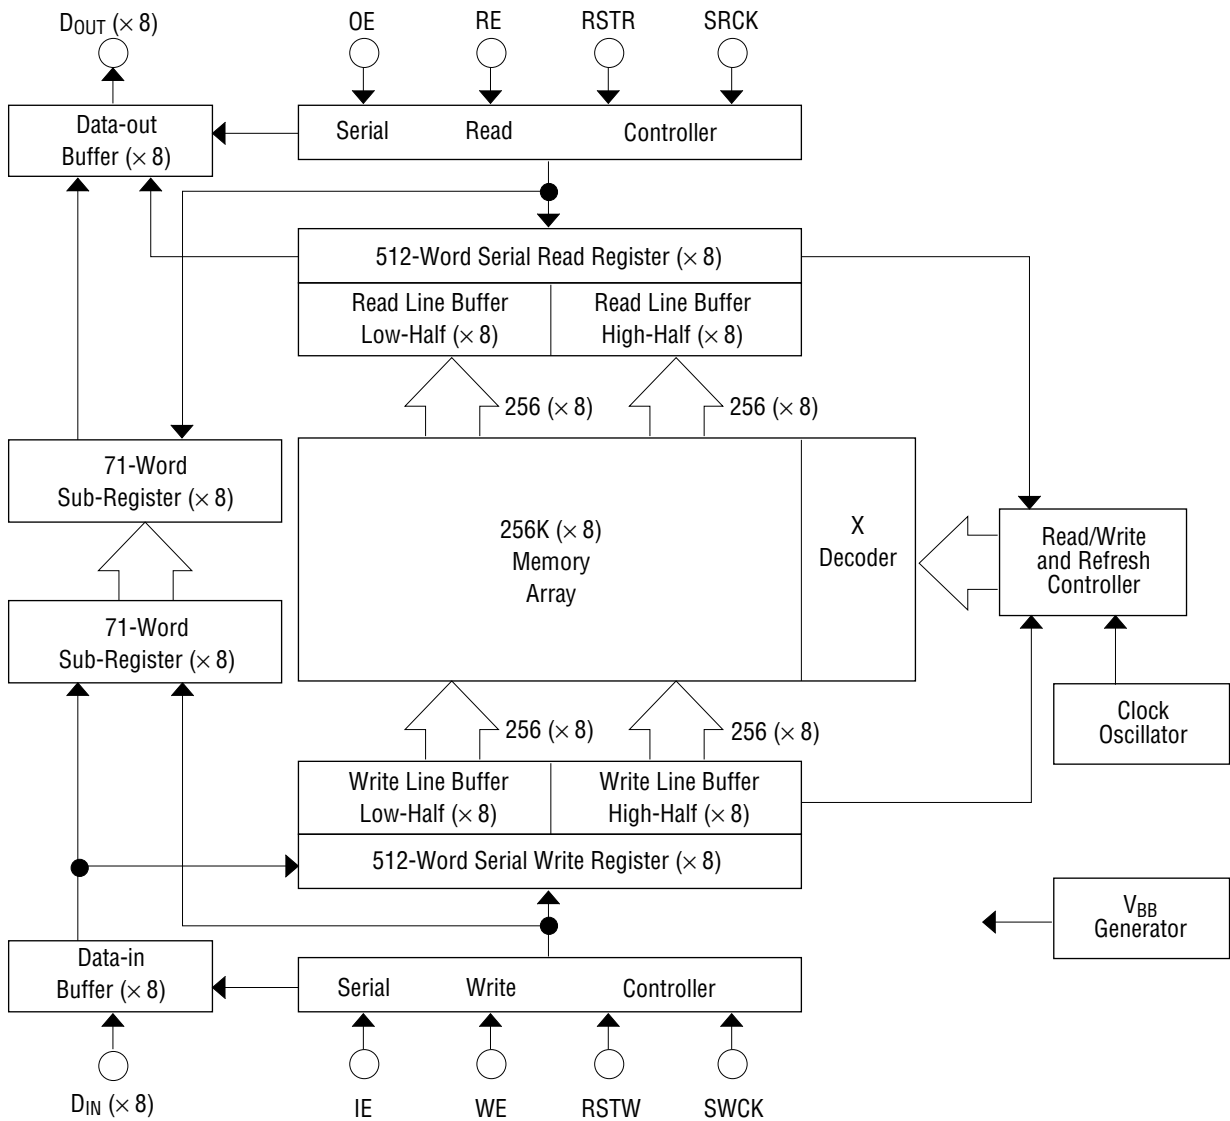 DOUT (× 8)
OE
RE
RSTR
SRCK
Data-out
Buffer (× 8)
Serial Read Controller
512-Word Serial Read Register (× 8)
Read Line Buffer
Low-Half (× 8)
Read Line Buffer
High-Half (× 8)
256 (× 8)
256 (× 8)
71-Word
Sub-Register (× 8)
256K (× 8)
Memory
Array
X
Decoder
Read/Write
and Refresh
Controller
71-Word
Sub-Register (× 8)
256 (× 8)
256 (× 8)
Clock
Oscillator
Write Line Buffer
Low-Half (× 8)
Write Line Buffer
High-Half (× 8)
512-Word Serial Write Register (× 8)
VBB
Generator
Data-in
Buffer (× 8)
Serial Write Controller
DIN (× 8)
IE
WE
RSTW
SWCK